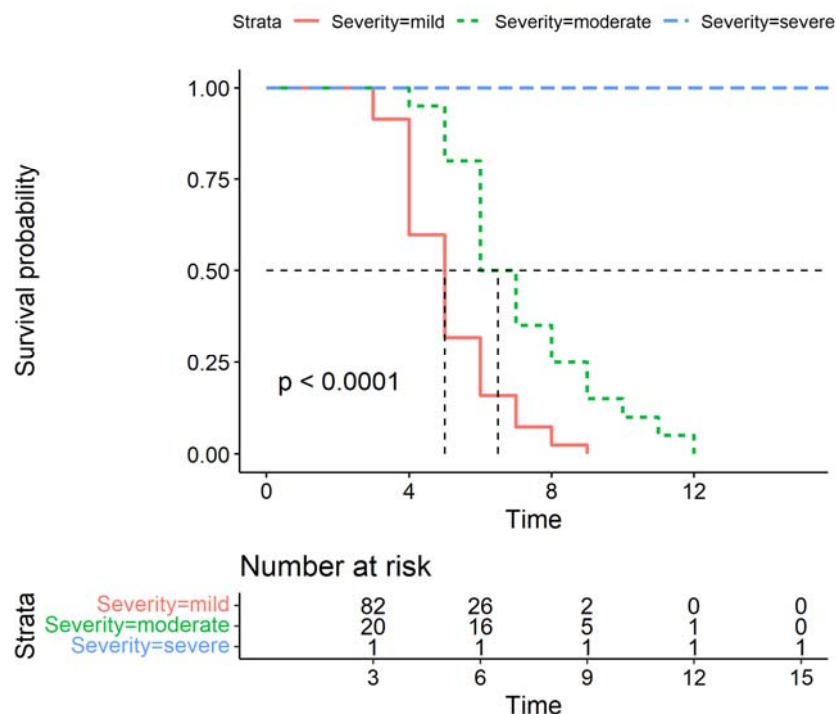 Strata Severity=mild Severity=moderate Severity=severe
1.00
0.75
0.50
0.25
0.00
Survival probability
p < 0.0001
0 4 8 12
Time
Number at risk
Strata
Severity=mild 82 26 2 0 0
Severity=moderate 20 16 5 1 0
Severity=severe 1 1 1 1 1
3 6 9 12 15
Time